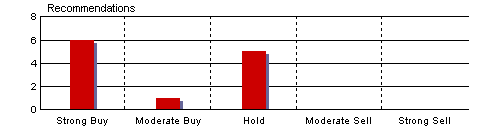 Recommendations
8
6
4
2
0
Strong Buy Moderate Buy Hold Moderate Sell Strong Sell